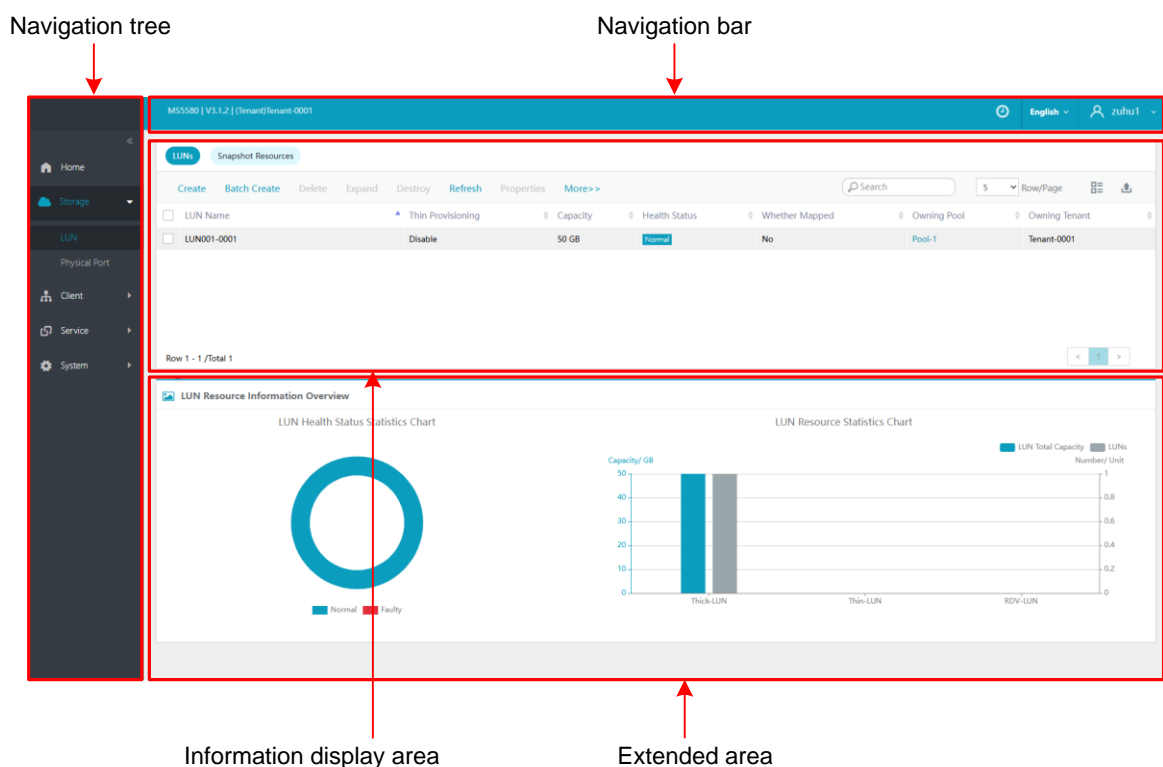 Navigation tree
Navigation bar
MS5580 | V3.1.2 | (Tenant)Tenant-0001
English
zuhu1
«
Home
Storage
LUN
Physical Port
Client
Service
System
LUNs Snapshot Resources
Create Batch Create Delete Expand Destroy Refresh Properties More>>
Search
5 Row/Page
LUN Name Thin Provisioning Capacity Health Status Whether Mapped Owning Pool Owning Tenant
LUN001-0001 Disable 50 GB Normal No Pool-1 Tenant-0001
Row 1 - 1 /Total 1
< 1 >
LUN Resource Information Overview
LUN Health Status Statistics Chart
Normal Faulty
LUN Resource Statistics Chart
LUN Total Capacity LUNs
Capacity/ GB
Number/ Unit
50 1
40 0.8
30 0.6
20 0.4
10 0.2
0 0
Thick-LUN Thin-LUN RDV-LUN
Information display area
Extended area